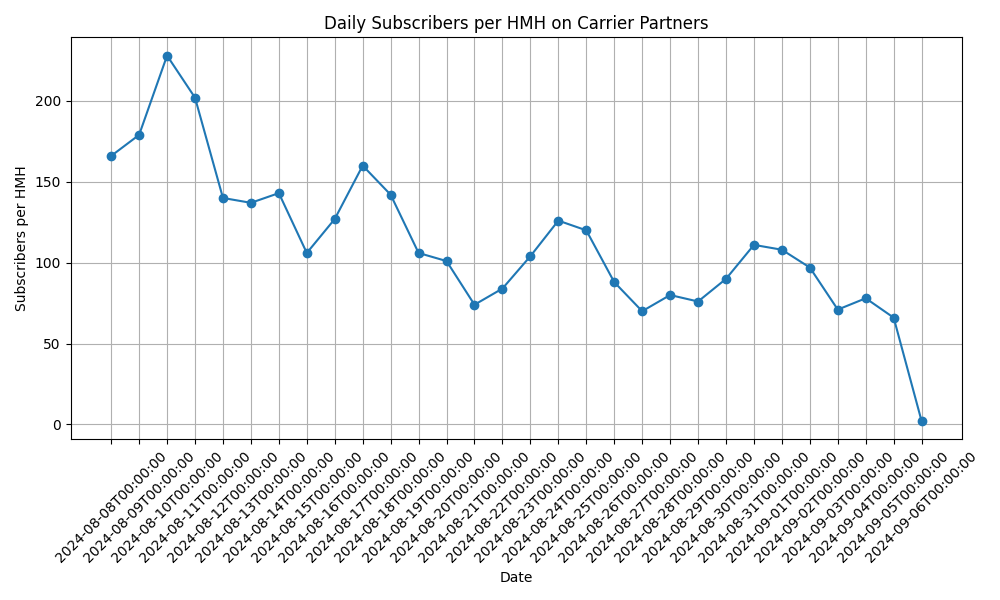 Daily Subscribers per HMH on Carrier Partners
Subscribers per HMH
200
150
100
50
0
2024-08-08T00:00:00
2024-08-09T00:00:00
2024-08-10T00:00:00
2024-08-11T00:00:00
2024-08-12T00:00:00
2024-08-13T00:00:00
2024-08-14T00:00:00
2024-08-15T00:00:00
2024-08-16T00:00:00
2024-08-17T00:00:00
2024-08-18T00:00:00
2024-08-19T00:00:00
2024-08-20T00:00:00
2024-08-21T00:00:00
2024-08-22T00:00:00
2024-08-23T00:00:00
2024-08-24T00:00:00
2024-08-25T00:00:00
2024-08-26T00:00:00
2024-08-27T00:00:00
2024-08-28T00:00:00
2024-08-29T00:00:00
2024-08-30T00:00:00
2024-08-31T00:00:00
2024-09-01T00:00:00
2024-09-02T00:00:00
2024-09-03T00:00:00
2024-09-04T00:00:00
2024-09-05T00:00:00
2024-09-06T00:00:00
Date